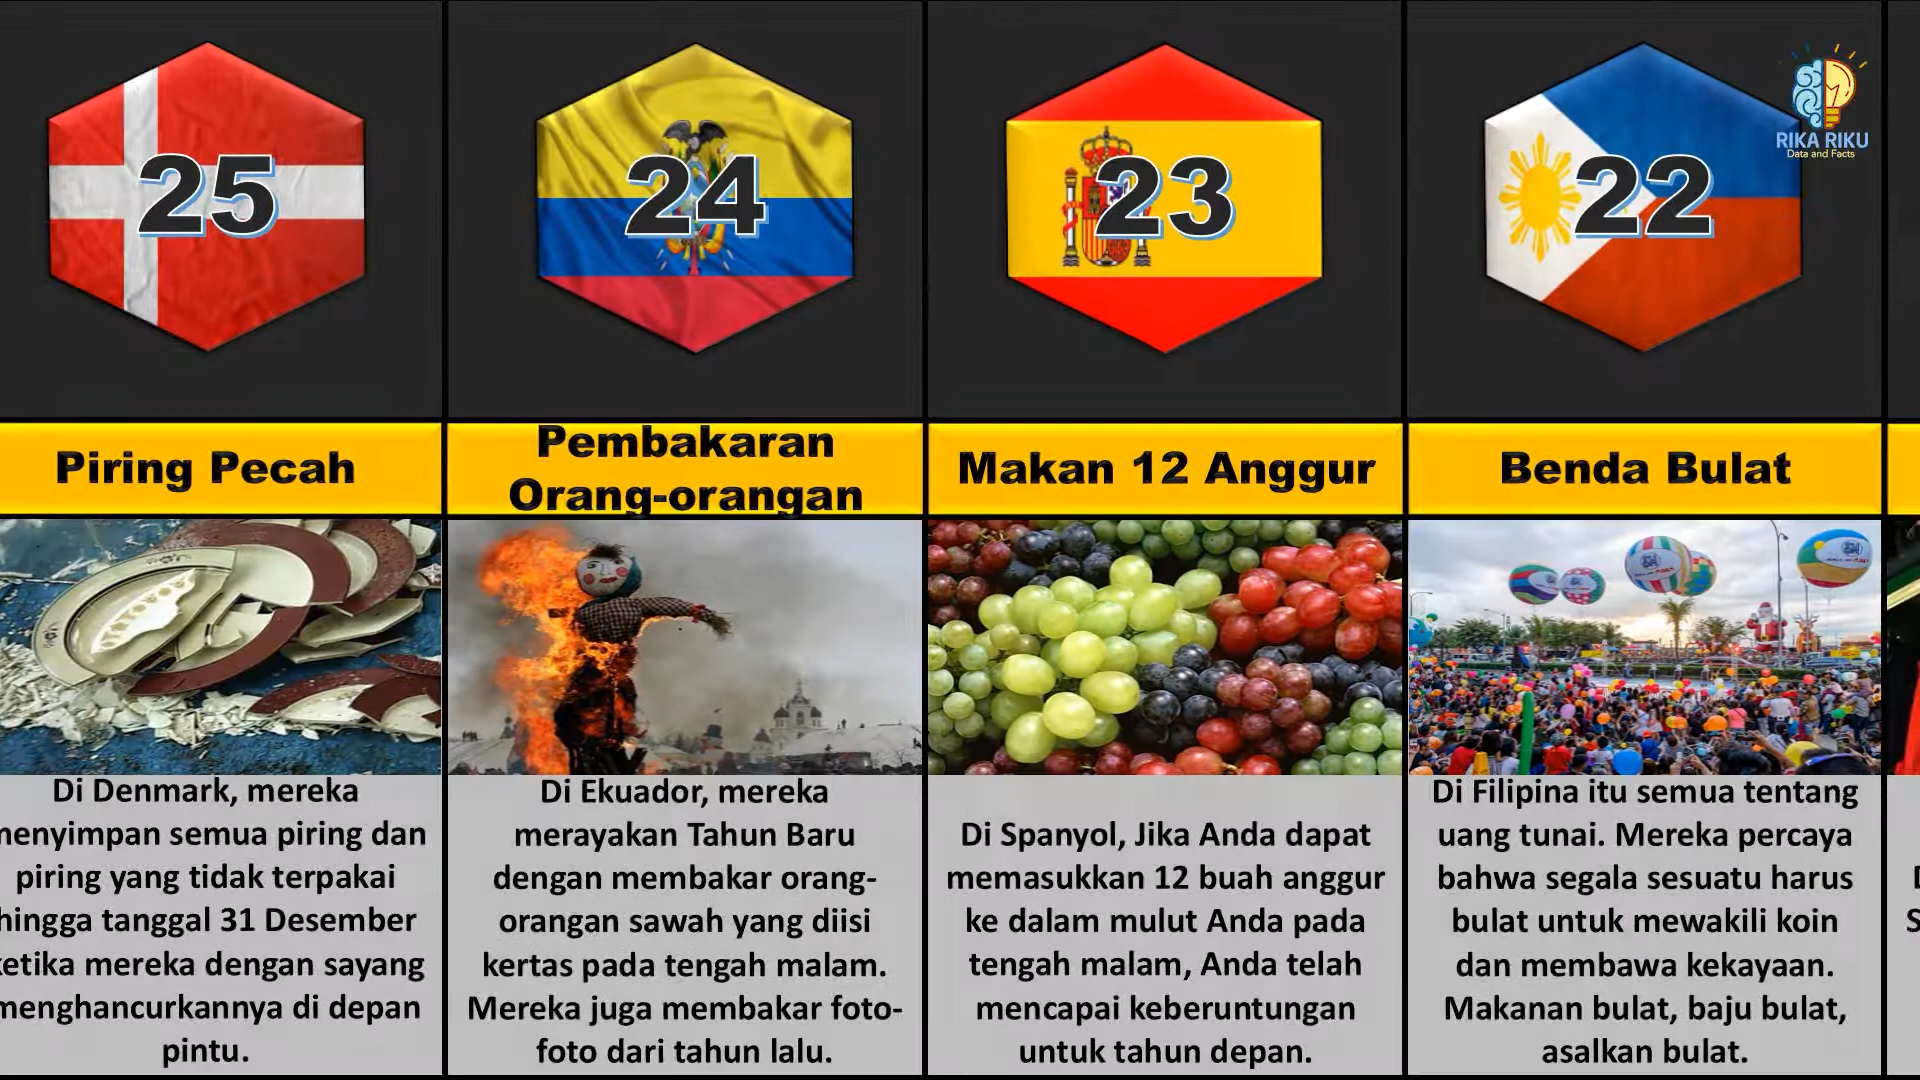 25
24
23
22
RIKA RIKU
Data and Facts
Piring Pecah
Pembakaran
Orang-orangan
Makan 12 Anggur
Benda Bulat
Di Denmark, mereka
menyimpan semua piring dan
piring yang tidak terpakai
hingga tanggal 31 Desember
ketika mereka dengan sayang
menghancurkannya di depan
pintu.
Di Ekuador, mereka
merayakan Tahun Baru
dengan membakar orang-
orangan sawah yang diisi
kertas pada tengah malam.
Mereka juga membakar foto-
foto dari tahun lalu.
Di Spanyol, Jika Anda dapat
memasukkan 12 buah anggur
ke dalam mulut Anda pada
tengah malam, Anda telah
mencapai keberuntungan
untuk tahun depan.
Di Filipina itu semua tentang
uang tunai. Mereka percaya
bahwa segala sesuatu harus
bulat untuk mewakili koin
dan membawa kekayaan.
Makanan bulat, baju bulat,
asalkan bulat.